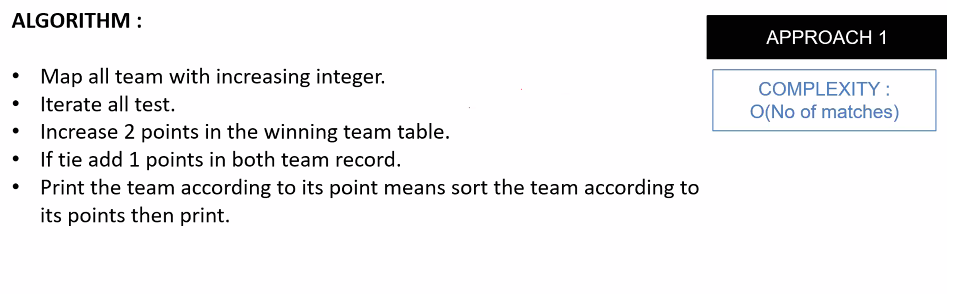 ALGORITHM :
APPROACH 1
• Map all team with increasing integer.
• Iterate all test.
• Increase 2 points in the winning team table.
• If tie add 1 points in both team record.
• Print the team according to its point means sort the team according to
its points then print.
COMPLEXITY :
O(No of matches)